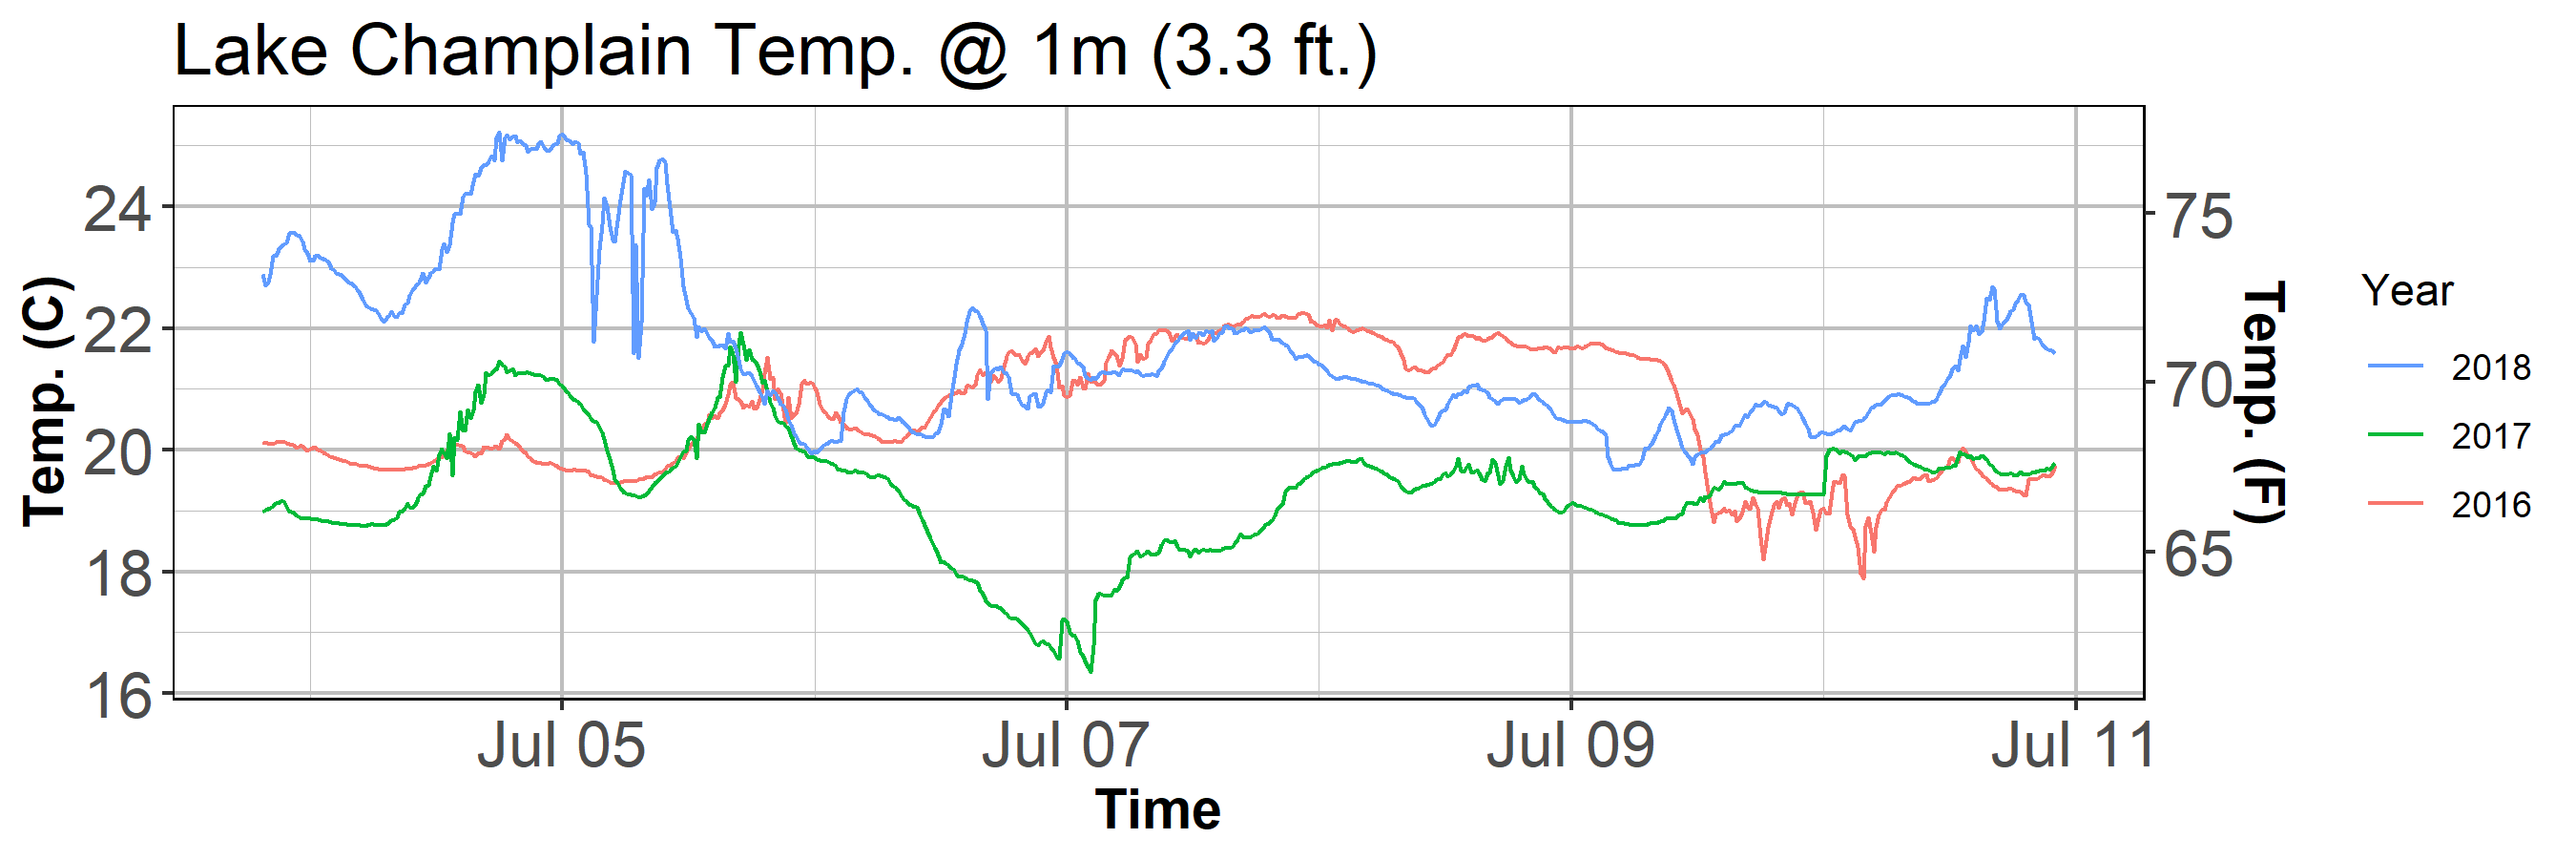 Lake Champlain Temp. @ 1m (3.3 ft.)
Temp. (C)
24
22
20
18
16
75
70
65
Temp. (F)
Jul 05
Jul 07
Jul 09
Jul 11
Time
Year
2018
2017
2016